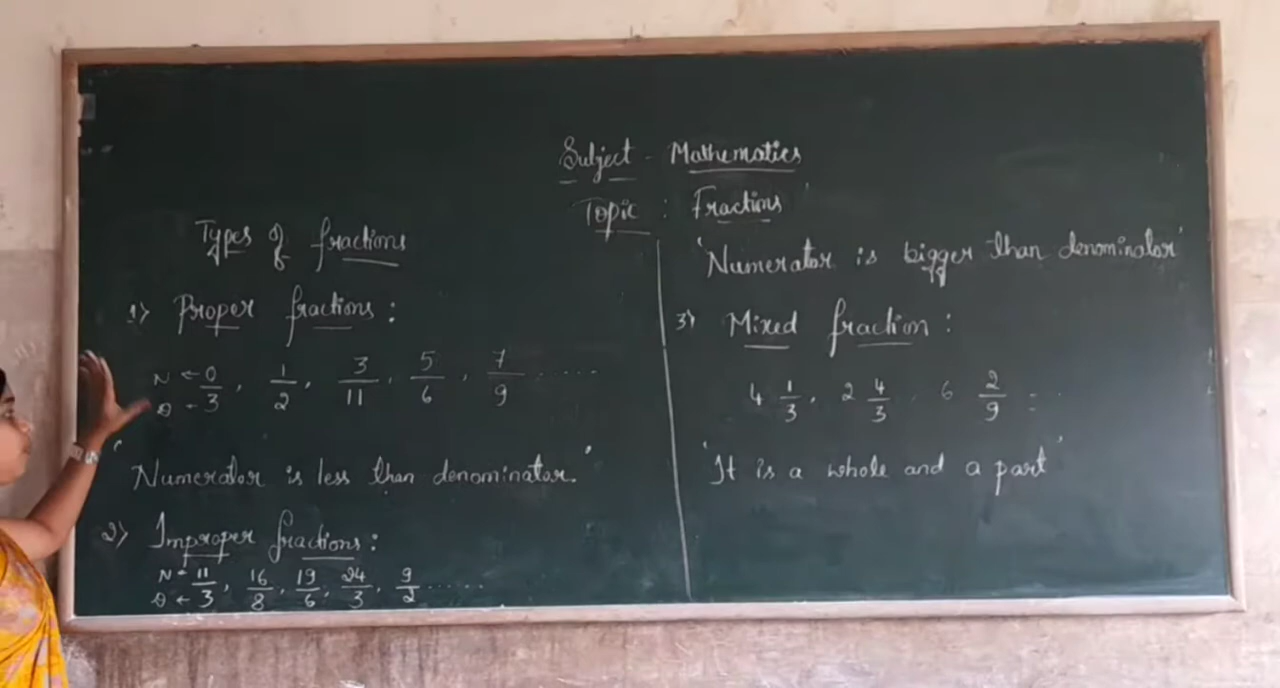 Subject - Mathematics
Topic : Fractions
Types of fractions
1) Proper fractions :
N ← 0/3, 1/2, 3/11, 5/6, 7/9 .....
D ←
'Numerator is less than denominator.'
2) Improper fractions :
N ← 11/3, 16/8, 19/6, 24/3, 9/2 ......
D ←
'Numerator is bigger than denominator'
3) Mixed fraction :
4 1/3, 2 4/3, 6 2/9
'It is a whole and a part'